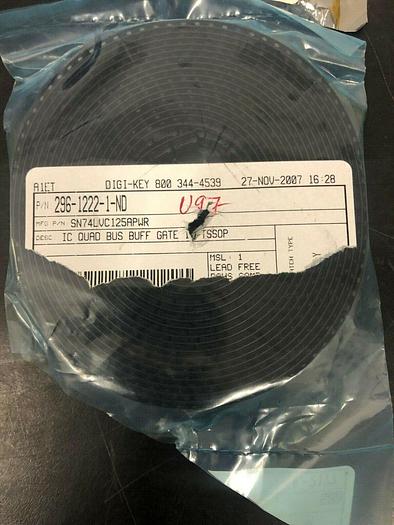 A1ET DIGI-KEY 800 344-4539 27-NOV-2007 16:28
P/N 296-1222-1-ND U97
MFG P/N: SN74LVC125APWR
DESC: IC QUAD BUS BUFF GATE TSSOP
MSL : 1
LEAD FREE